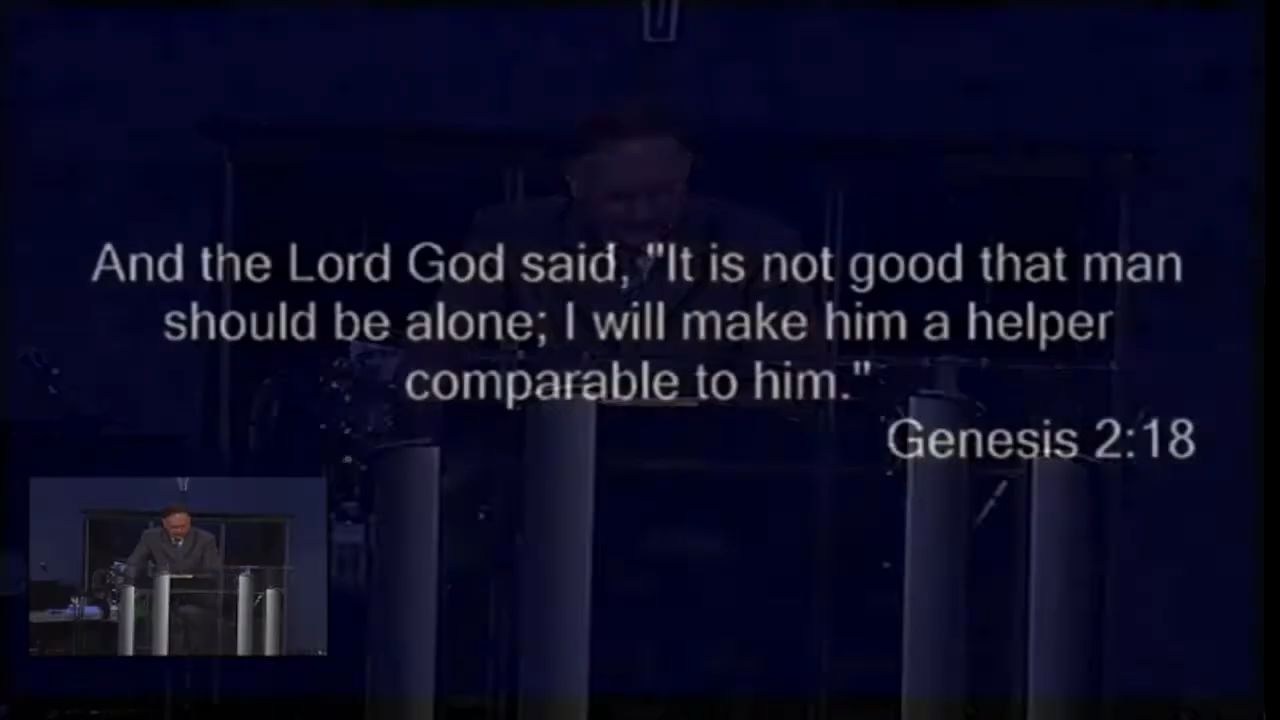 And the Lord God said, "It is not good that man
should be alone; I will make him a helper
comparable to him."
Genesis 2:18